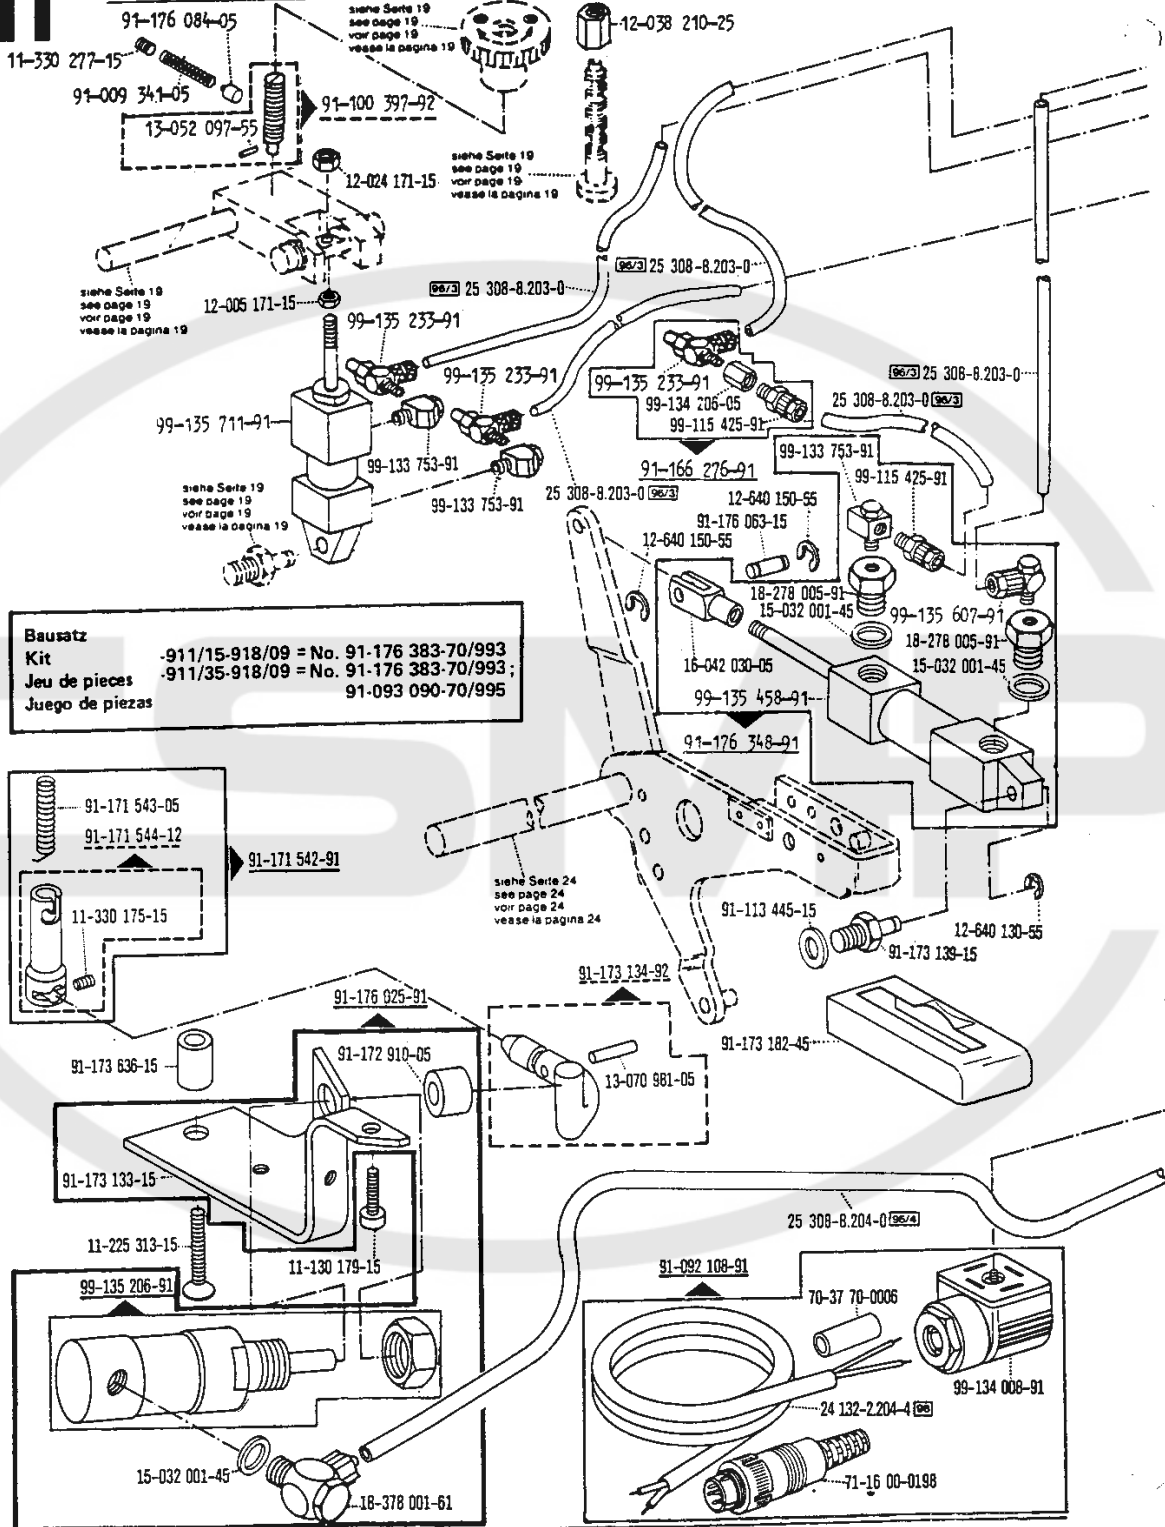 siehe Seite 19
see page 19
voir page 19
vease la pagina 19
91-176 084-05
12-038 210-25
11-330 277-15
91-009 341-05
91-100 397-92
13-052 097-55
12-024 171-15
siehe Seite 19
see page 19
voir page 19
vease la pagina 19
siehe Seite 19
see page 19
voir page 19
vease la pagina 19
12-005 171-15
96/3 25 308-8.203-0
96/3 25 308-8.203-0
99-135 233-91
99-135 233-91
99-135 233-91
99-134 206-05
99-115 425-91
96/3 25 308-8.203-0
25 308-8.203-0 96/3
99-135 711-91
99-133 753-91
99-133 753-91
91-166 276-91
99-133 753-91
99-115 425-91
siehe Seite 19
see page 19
voir page 19
vease la pagina 19
25 308-8.203-0 96/3
12-640 150-55
91-176 063-15
12-640 150-55
18-278 005-91
15-032 001-45
99-135 607-91
18-278 005-91
15-032 001-45
16-042 030-05
99-135 458-91
91-176 348-91
Bausatz
Kit -911/15-918/09 = No. 91-176 383-70/993
Jeu de pieces -911/35-918/09 = No. 91-176 383-70/993;
Juego de piezas 91-093 090-70/995
91-171 543-05
91-171 544-12
91-171 542-91
11-330 175-15
siehe Seite 24
see page 24
voir page 24
vease la pagina 24
91-113 445-15
12-640 130-55
91-173 139-15
91-173 134-92
91-176 025-91
91-173 636-15
91-172 910-05
13-070 981-05
91-173 182-45
91-173 133-15
11-225 313-15
11-130 179-15
99-135 206-91
25 308-8.204-0 96/4
91-092 108-91
70-37 70-0006
99-134 008-91
24 132-2.204-4 96
15-032 001-45
18-378 001-61
71-16 00-0198
SMP